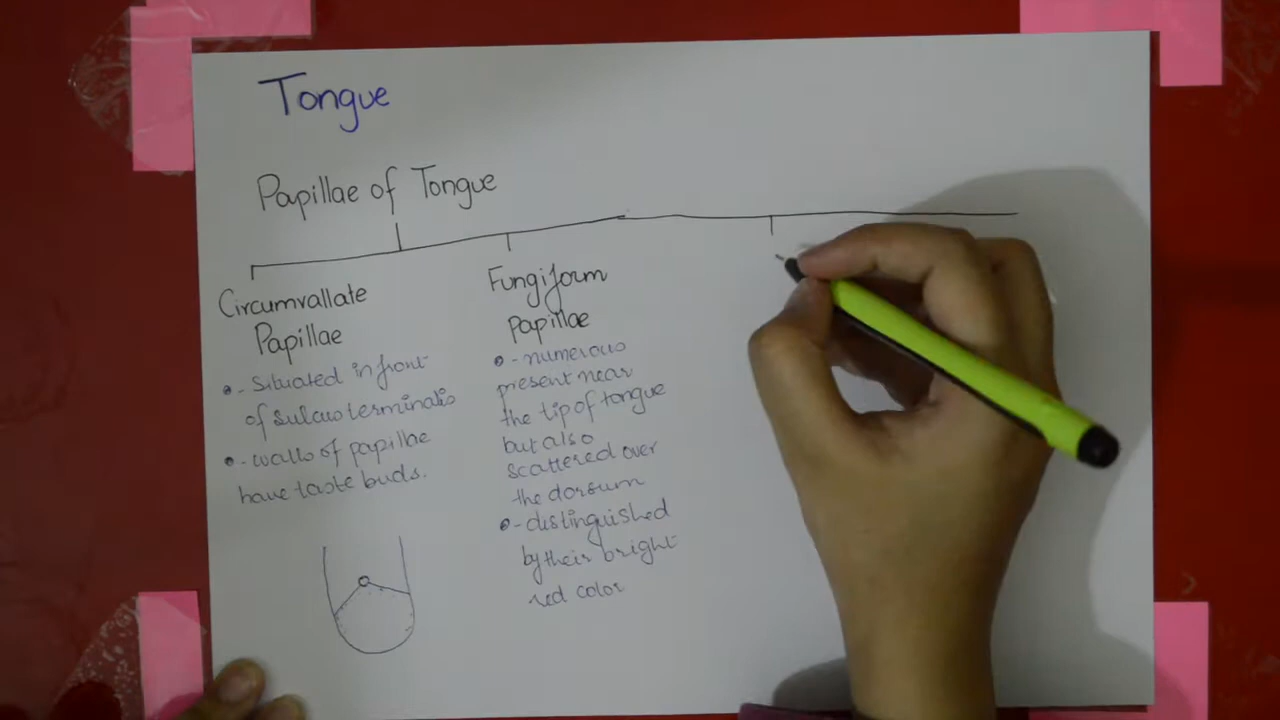 Tongue
Papillae of Tongue
Circumvallate
Papillae
- situated in front
of sulcus terminalis
- walls of papillae
have taste buds.
Fungiform
Papillae
- numerous
present near
the tip of tongue
but also
scattered over
the dorsum
- distinguished
by their bright
red color